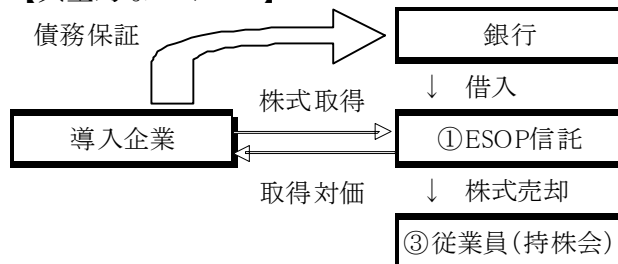 債務保証
銀行
↓ 借入
株式取得
導入企業
①ESOP信託
取得対価
↓ 株式売却
③従業員(持株会)